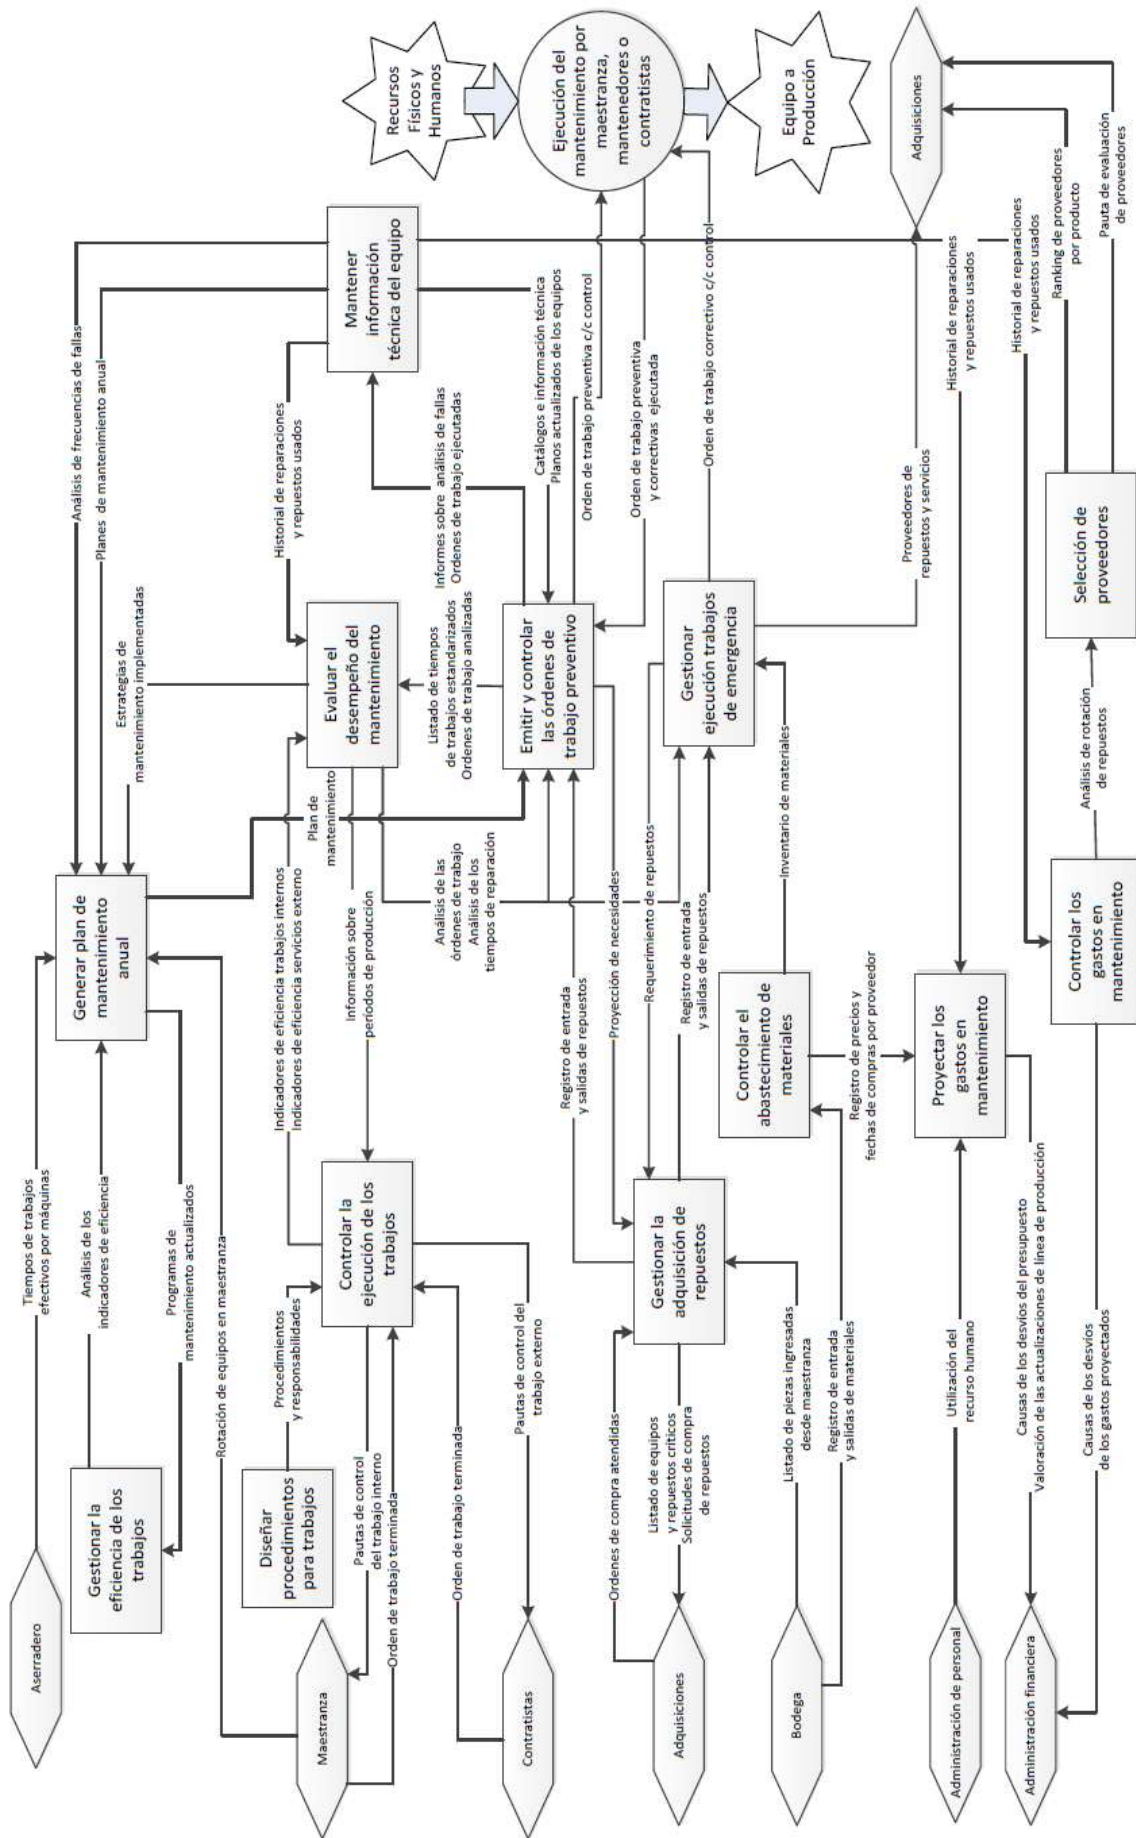 Aserradero
Tiempos de trabajos
efectivos por máquinas
Gestionar la
eficiencia de los
trabajos
Análisis de los
indicadores de eficiencia
Programas de
mantenimiento actualizados
Rotación de equipos en maestranza
Generar plan de
mantenimiento
anual
Análisis de frecuencias de fallas
Planes de mantenimiento anual
Estrategias de
mantenimiento implementadas
Plan de
mantenimiento
Maestranza
Diseñar
procedimientos
para trabajos
Procedimientos
y responsabilidades
Pautas de control
del trabajo interno
Orden de trabajo terminada
Controlar la
ejecución de los
trabajos
Indicadores de eficiencia trabajos internos
Indicadores de eficiencia servicios externo
Información sobre
períodos de producción
Evaluar el
desempeño del
mantenimiento
Historial de reparaciones
y repuestos usados
Mantener
información
técnica del equipo
Recursos
Físicos y
Humanos
Contratistas
Orden de trabajo terminada
Pautas de control del
trabajo externo
Análisis de las
órdenes de trabajo
Análisis de los
tiempos de reparación
Listado de tiempos
de trabajos estandarizados
Ordenes de trabajo analizadas
Informes sobre análisis de fallas
Ordenes de trabajo ejecutadas
Emitir y controlar
las órdenes de
trabajo preventivo
Catálogos e información técnica
Planos actualizados de los equipos
Orden de trabajo preventiva c/c control
Orden de trabajo preventiva
y correctivas ejecutada
Ejecución del
mantenimiento por
maestranza,
mantenedores o
contratistas
Registro de entrada
y salidas de repuestos
Proyección de necesidades
Requerimiento de repuestos
Registro de entrada
y salidas de repuestos
Adquisiciones
Ordenes de compra atendidas
Listado de equipos
y repuestos críticos
Solicitudes de compra
de repuestos
Gestionar la
adquisición de
repuestos
Gestionar
ejecución trabajos
de emergencia
Orden de trabajo correctivo c/c control
Equipo a
Producción
Bodega
Listado de piezas ingresadas
desde maestranza
Registro de entrada
y salidas de materiales
Controlar el
abastecimiento de
materiales
Inventario de materiales
Registro de precios y
fechas de compras por proveedor
Proveedores de
repuestos y servicios
Adquisiciones
Administración de personal
Utilización del
recurso humano
Proyectar los
gastos en
mantenimiento
Historial de reparaciones
y repuestos usados
Administración financiera
Causas de los desvíos del presupuesto
Valoración de las actualizaciones de línea de producción
Causas de los desvíos
de los gastos proyectados
Controlar los
gastos en
mantenimiento
Historial de reparaciones
y repuestos usados
Análisis de rotación
de repuestos
Selección de
proveedores
Ranking de proveedores
por producto
Pauta de evaluación
de proveedores